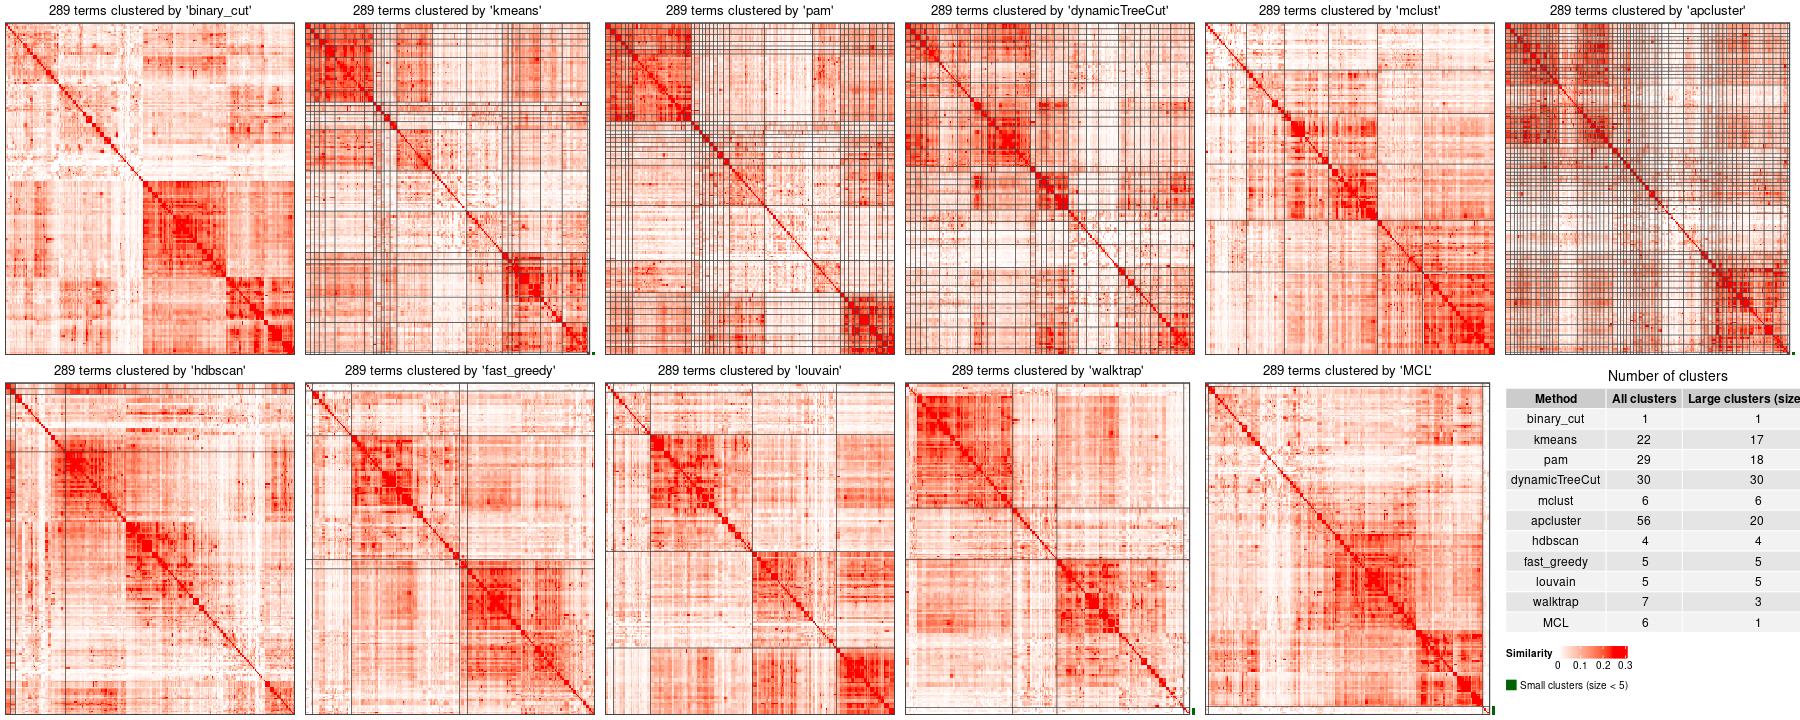 289 terms clustered by 'binary_cut'
289 terms clustered by 'kmeans'
289 terms clustered by 'pam'
289 terms clustered by 'dynamicTreeCut'
289 terms clustered by 'mclust'
289 terms clustered by 'apcluster'
289 terms clustered by 'hdbscan'
289 terms clustered by 'fast_greedy'
289 terms clustered by 'louvain'
289 terms clustered by 'walktrap'
289 terms clustered by 'MCL'
Number of clusters
Method All clusters Large clusters (size
binary_cut 1 1
kmeans 22 17
pam 29 18
dynamicTreeCut 30 30
mclust 6 6
apcluster 56 20
hdbscan 4 4
fast_greedy 5 5
louvain 5 5
walktrap 7 3
MCL 6 1
Similarity
0 0.1 0.2 0.3
Small clusters (size < 5)